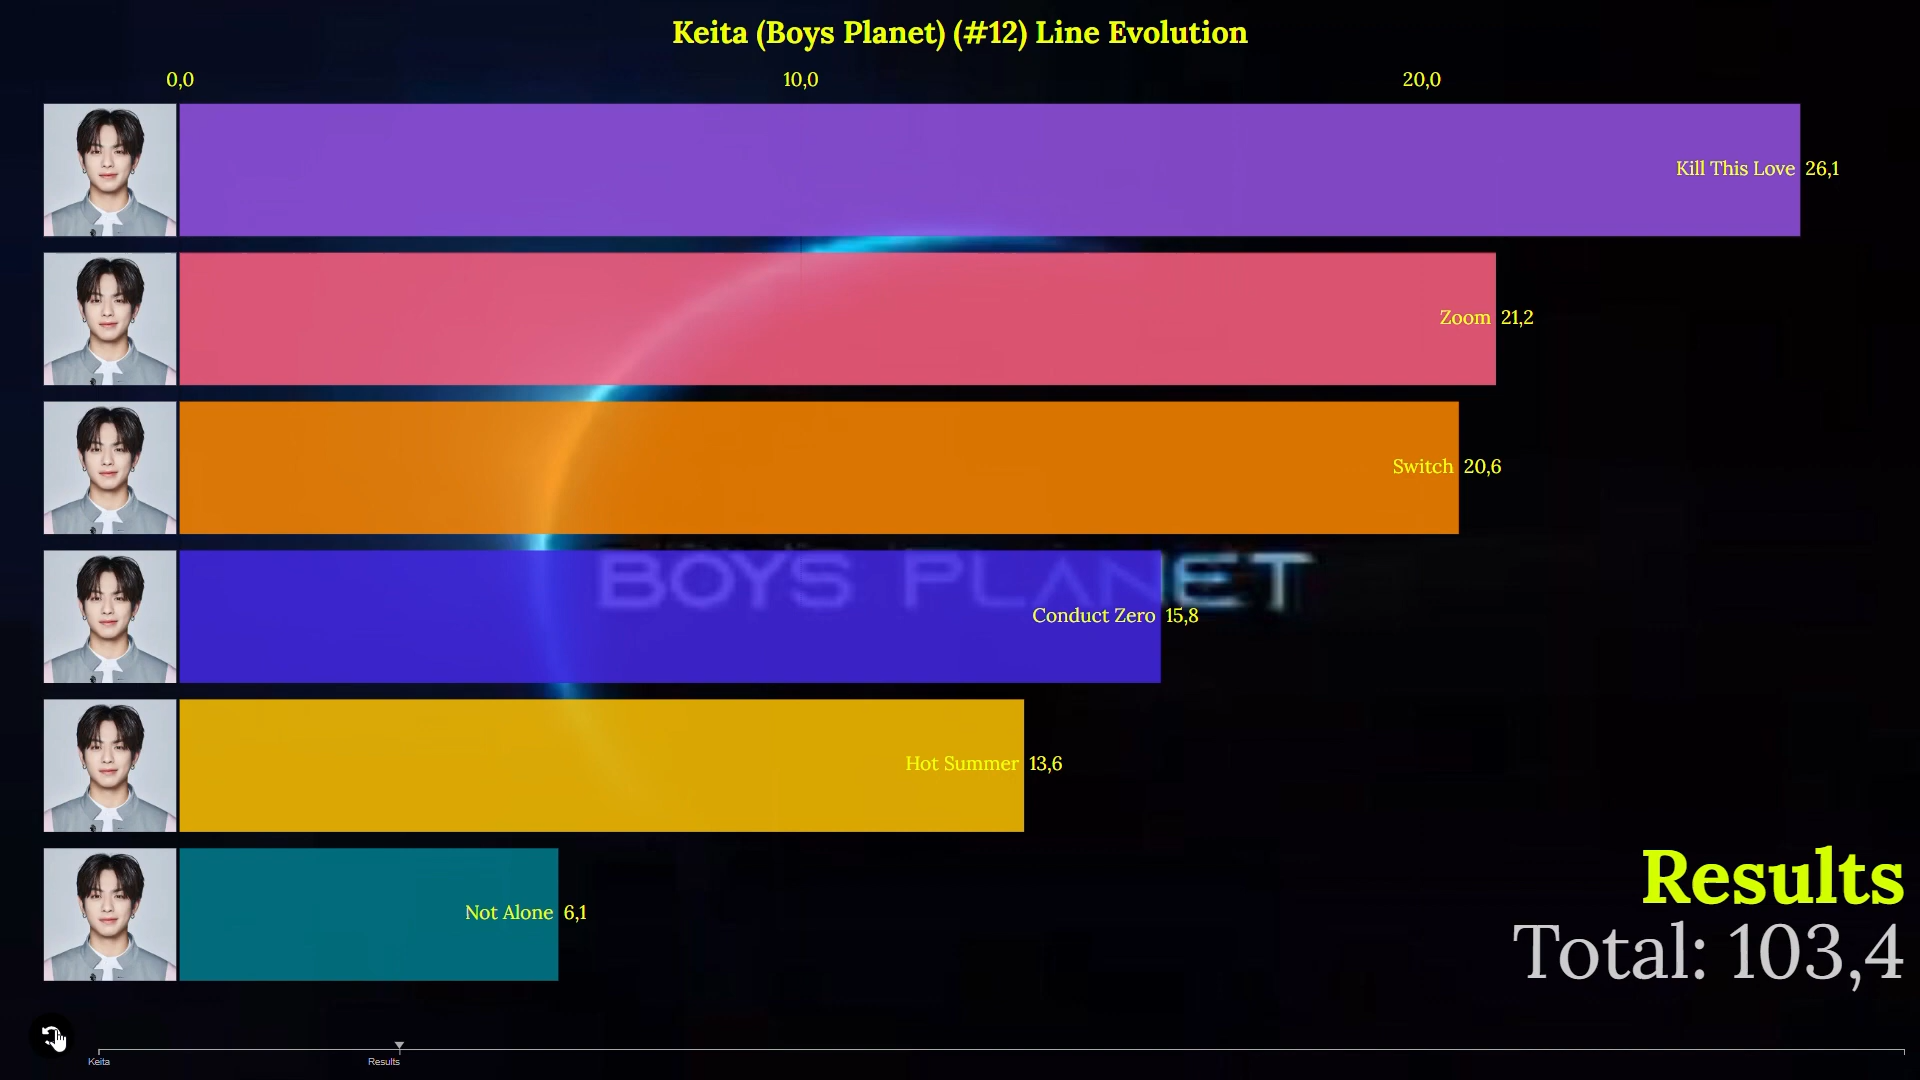 Keita (Boys Planet) (#12) Line Evolution
0,0 10,0 20,0
Kill This Love 26,1
Zoom 21,2
Switch 20,6
BOYS PLANET
Conduct Zero 15,8
Hot Summer 13,6
Results
Not Alone 6,1
Total: 103,4
Keita Results